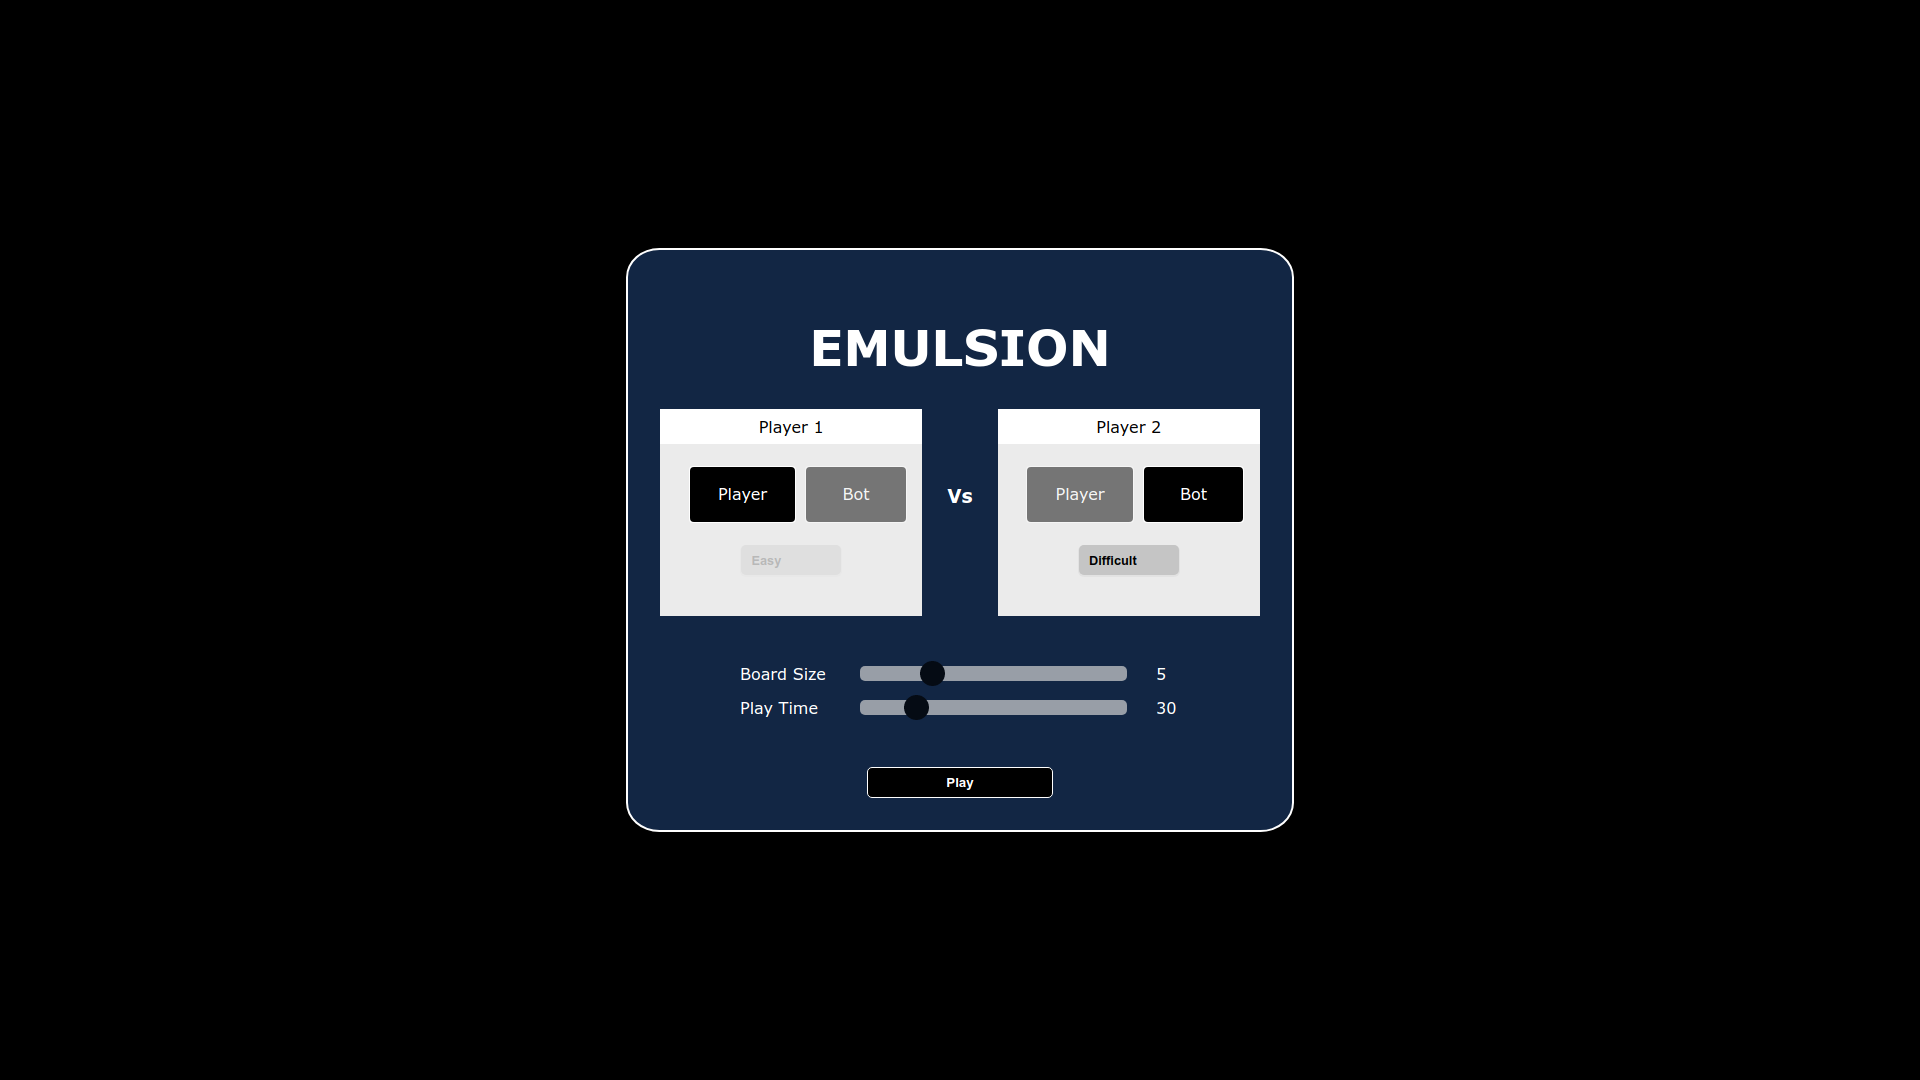 EMULSION
Player 1
Player Bot
Easy
Vs
Player 2
Player Bot
Difficult
Board Size 5
Play Time 30
Play